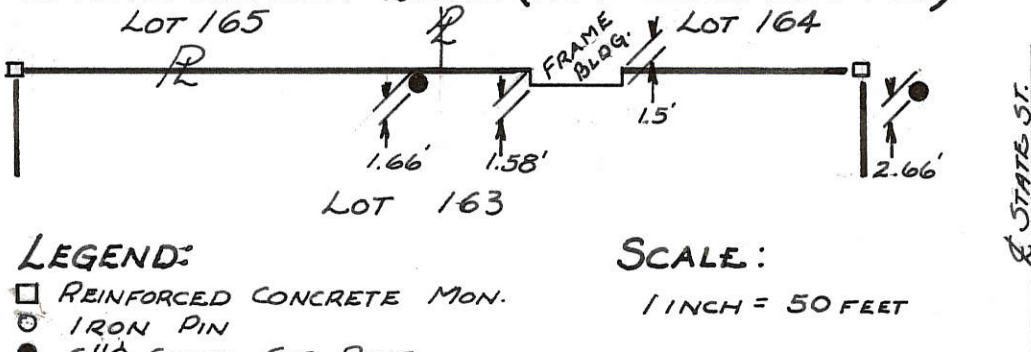 LOT 165
LOT 164
FRAME
BLDG.
1.5'
1.66'
1.58'
2.66'
LOT 163
STATE ST.
LEGEND:
REINFORCED CONCRETE MON.
IRON PIN
SCALE:
1 INCH = 50 FEET